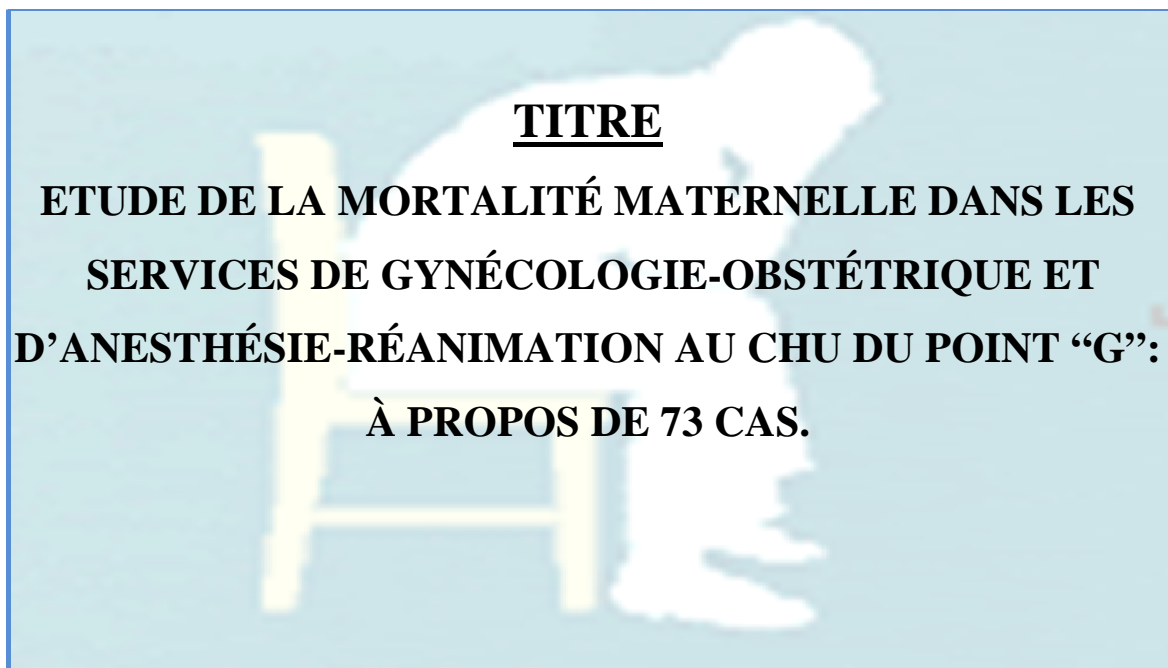 TITRE
ETUDE DE LA MORTALITÉ MATERNELLE DANS LES
SERVICES DE GYNÉCOLOGIE-OBSTÉTRIQUE ET
D’ANESTHÉSIE-RÉANIMATION AU CHU DU POINT “G”:
À PROPOS DE 73 CAS.